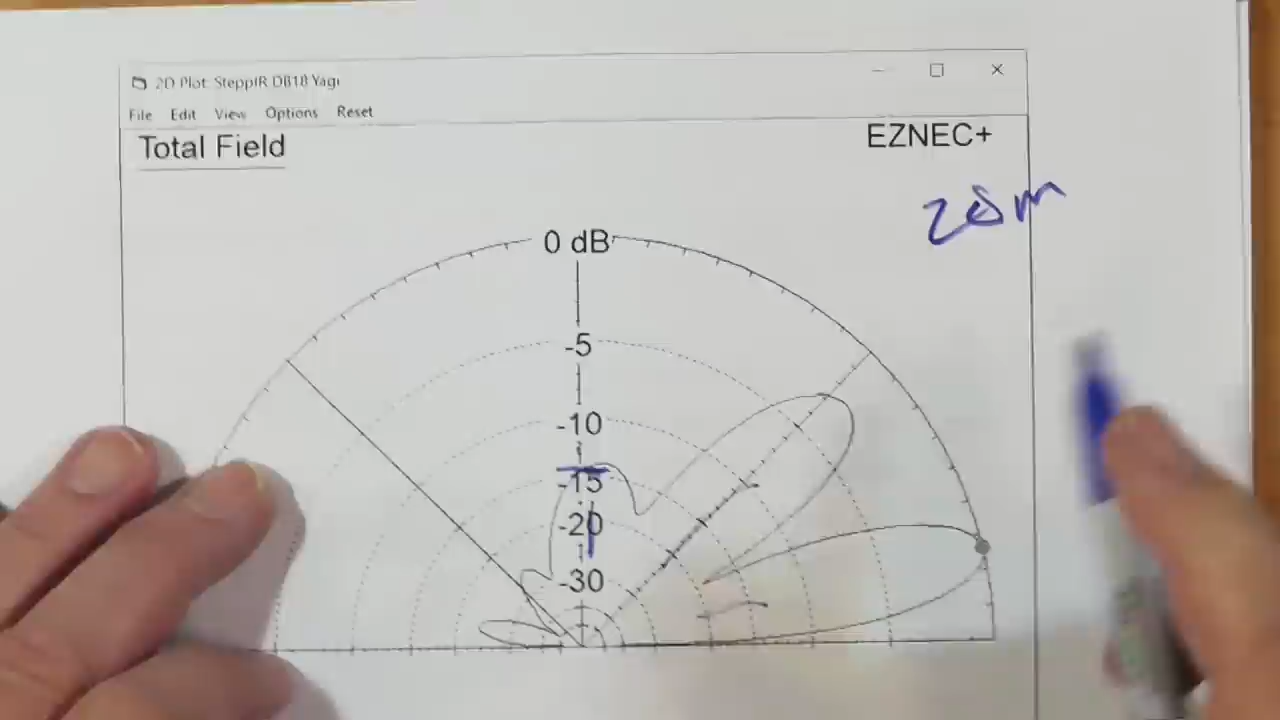 2D Plot: SteppIR DB18 Yagi
File Edit View Options Reset
Total Field
EZNEC+
20m
0 dB
-5
-10
-15
-20
-30